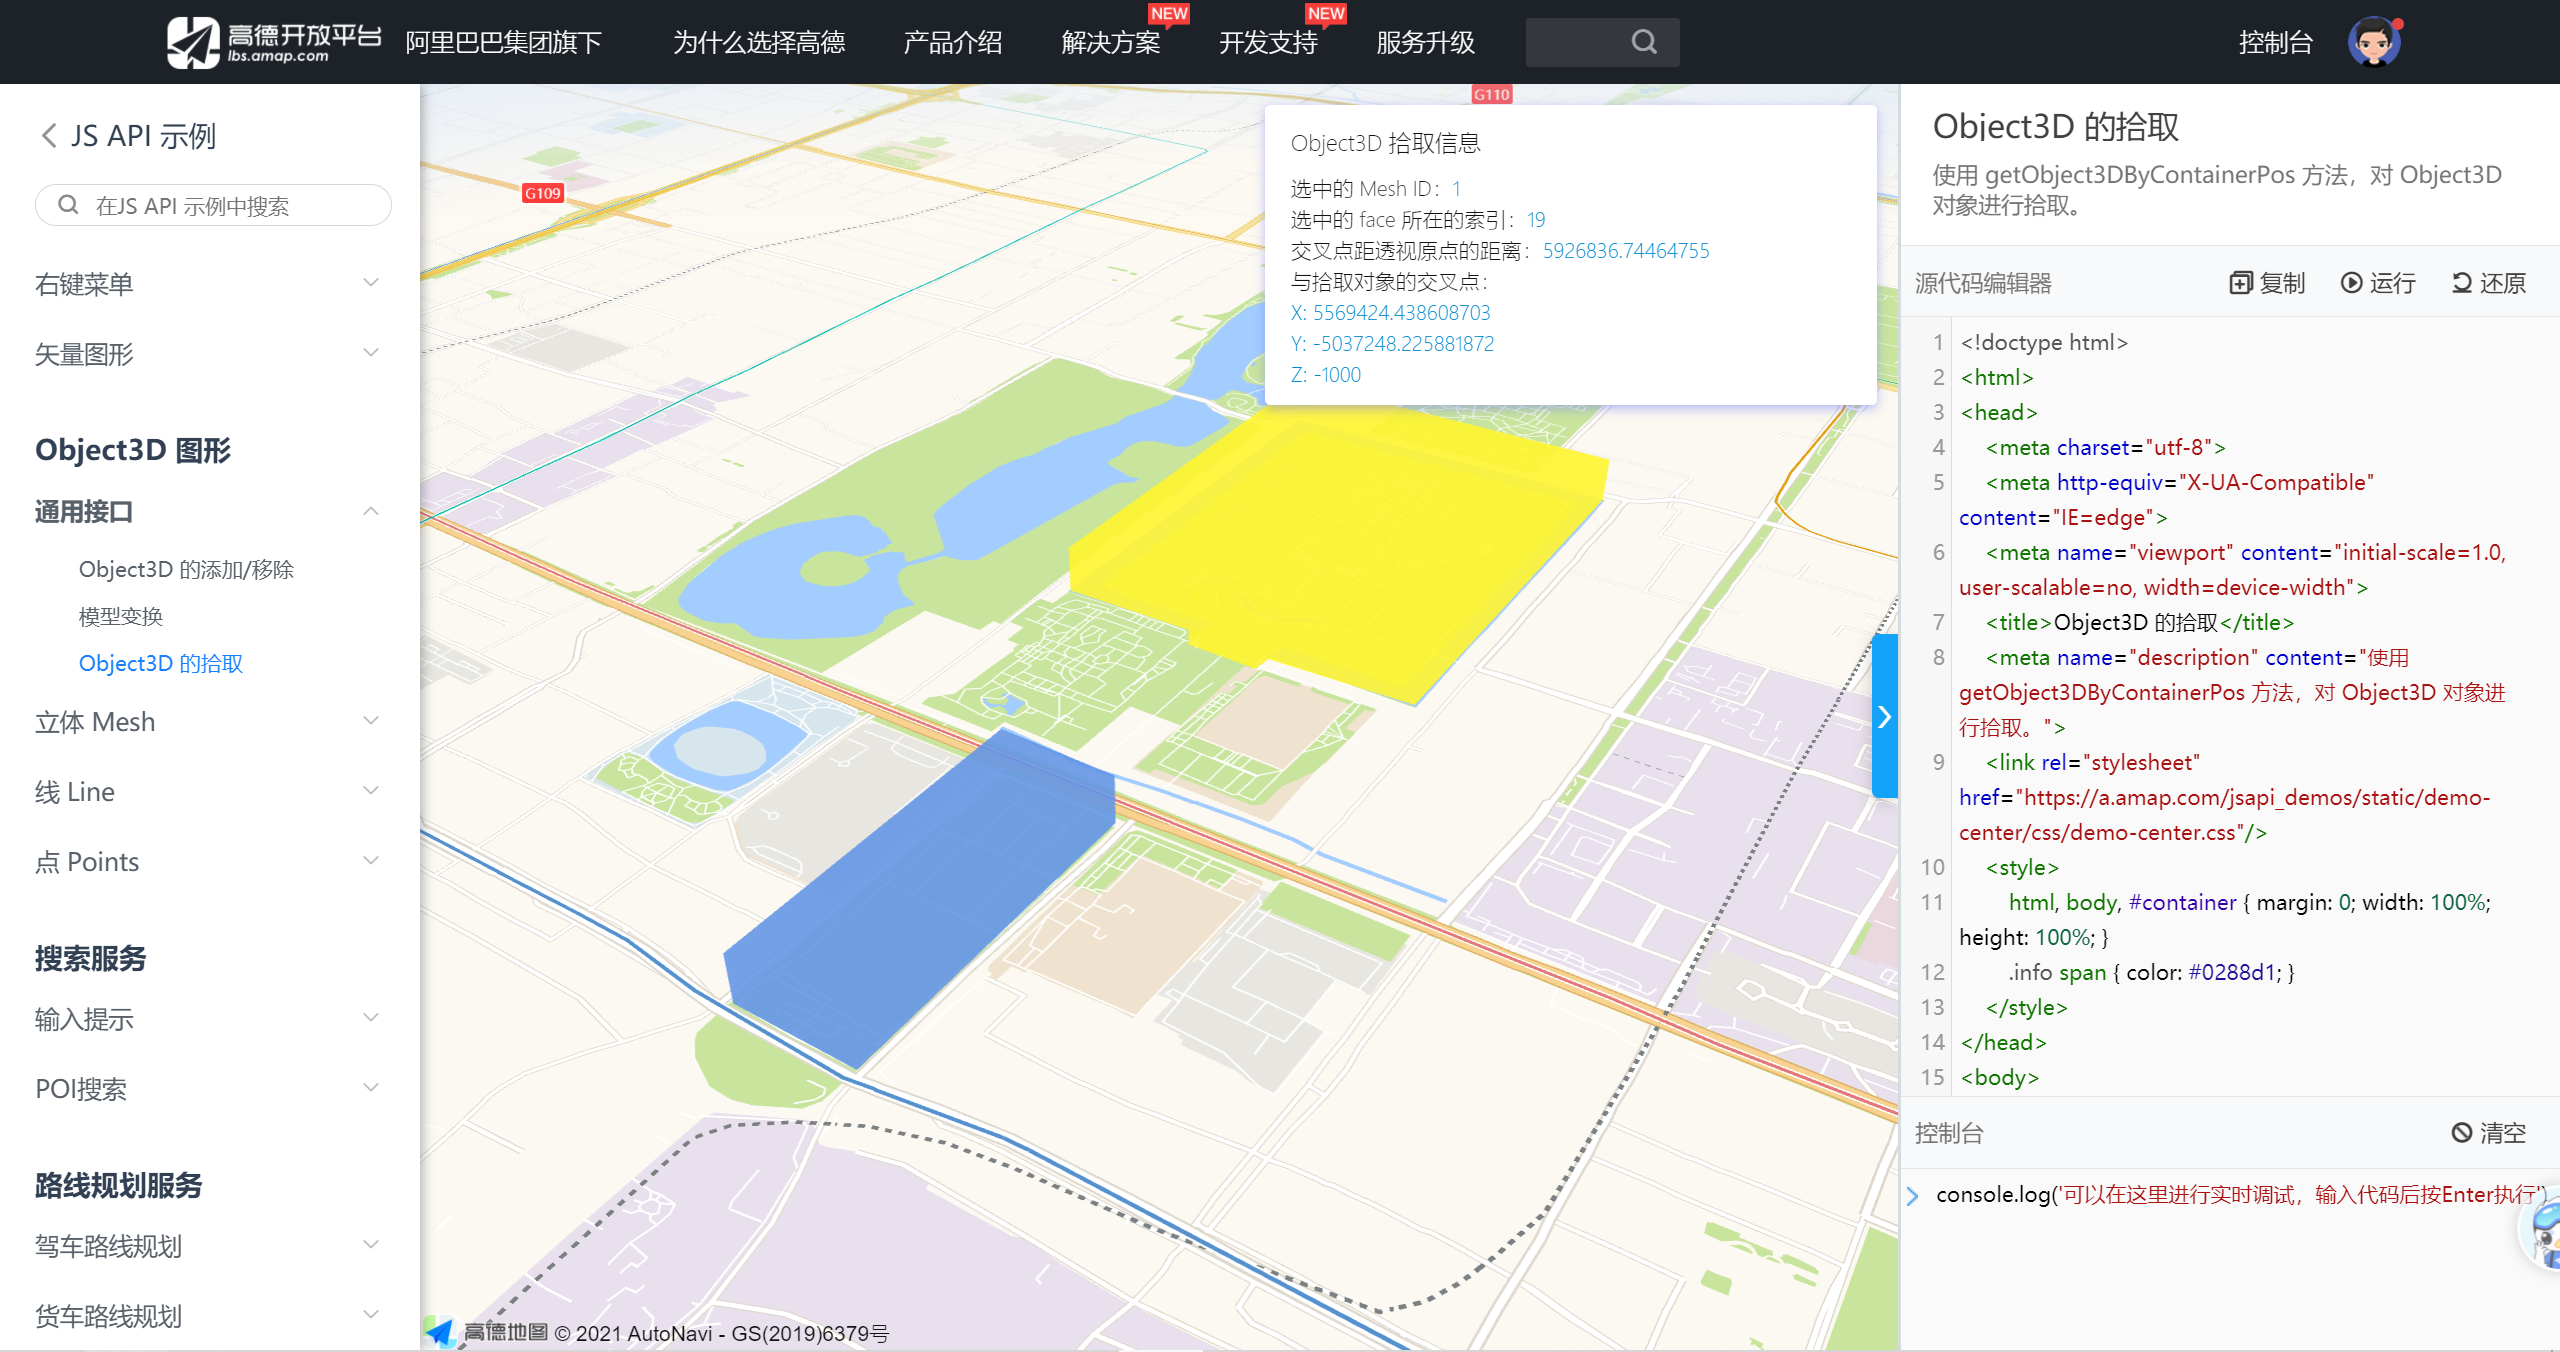 高德开放平台
lbs.amap.com
阿里巴巴集团旗下
为什么选择高德
产品介绍
解决方案
NEW
开发支持
NEW
服务升级
控制台
JS API 示例
在JS API 示例中搜索
右键菜单
矢量图形
Object3D 图形
通用接口
Object3D 的添加/移除
模型变换
Object3D 的拾取
立体 Mesh
线 Line
点 Points
搜索服务
输入提示
POI搜索
路线规划服务
驾车路线规划
货车路线规划
G109
G110
Object3D 拾取信息
选中的 Mesh ID：1
选中的 face 所在的索引：19
交叉点距透视原点的距离：5926836.74464755
与拾取对象的交叉点：
X: 5569424.438608703
Y: -5037248.225881872
Z: -1000
高德地图 © 2021 AutoNavi - GS(2019)6379号
Object3D 的拾取
使用 getObject3DByContainerPos 方法，对 Object3D
对象进行拾取。
源代码编辑器
复制
运行
还原
1 <!doctype html>
2 <html>
3 <head>
4 <meta charset="utf-8">
5 <meta http-equiv="X-UA-Compatible"
content="IE=edge">
6 <meta name="viewport" content="initial-scale=1.0,
user-scalable=no, width=device-width">
7 <title>Object3D 的拾取</title>
8 <meta name="description" content="使用
getObject3DByContainerPos 方法，对 Object3D 对象进
行拾取。">
9 <link rel="stylesheet"
href="https://a.amap.com/jsapi_demos/static/demo-
center/css/demo-center.css"/>
10 <style>
11 html, body, #container { margin: 0; width: 100%;
height: 100%; }
12 .info span { color: #0288d1; }
13 </style>
14 </head>
15 <body>
控制台
清空
console.log('可以在这里进行实时调试，输入代码后按Enter执行')